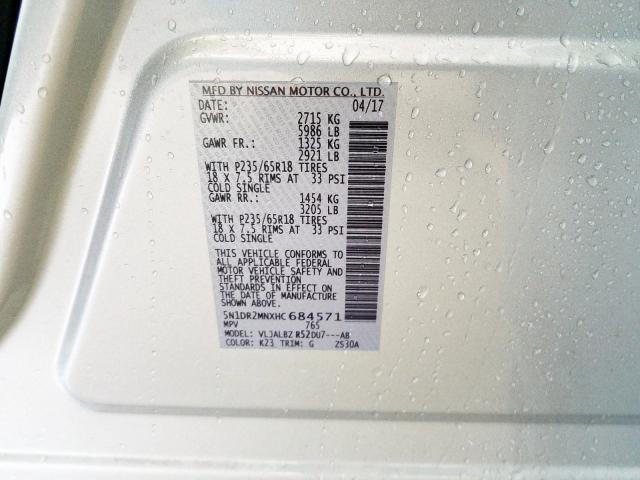 MFD BY NISSAN MOTOR CO., LTD.
DATE: 04/17
GVWR: 2715 KG
5986 LB
GAWR FR.: 1325 KG
2921 LB
WITH P235/65R18 TIRES
18 X 7.5 RIMS AT 33 PSI
COLD SINGLE
GAWR RR.: 1454 KG
3205 LB
WITH P235/65R18 TIRES
18 X 7.5 RIMS AT 33 PSI
COLD SINGLE
THIS VEHICLE CONFORMS TO
ALL APPLICABLE FEDERAL
MOTOR VEHICLE SAFETY AND
THEFT PREVENTION
STANDARDS IN EFFECT ON
THE DATE OF MANUFACTURE
SHOWN ABOVE.
5N1DR2MNXHC684571
MPV 765
MODEL: VLJALBZ R52DU7---AB
COLOR: K23 TRIM: G ZS30A